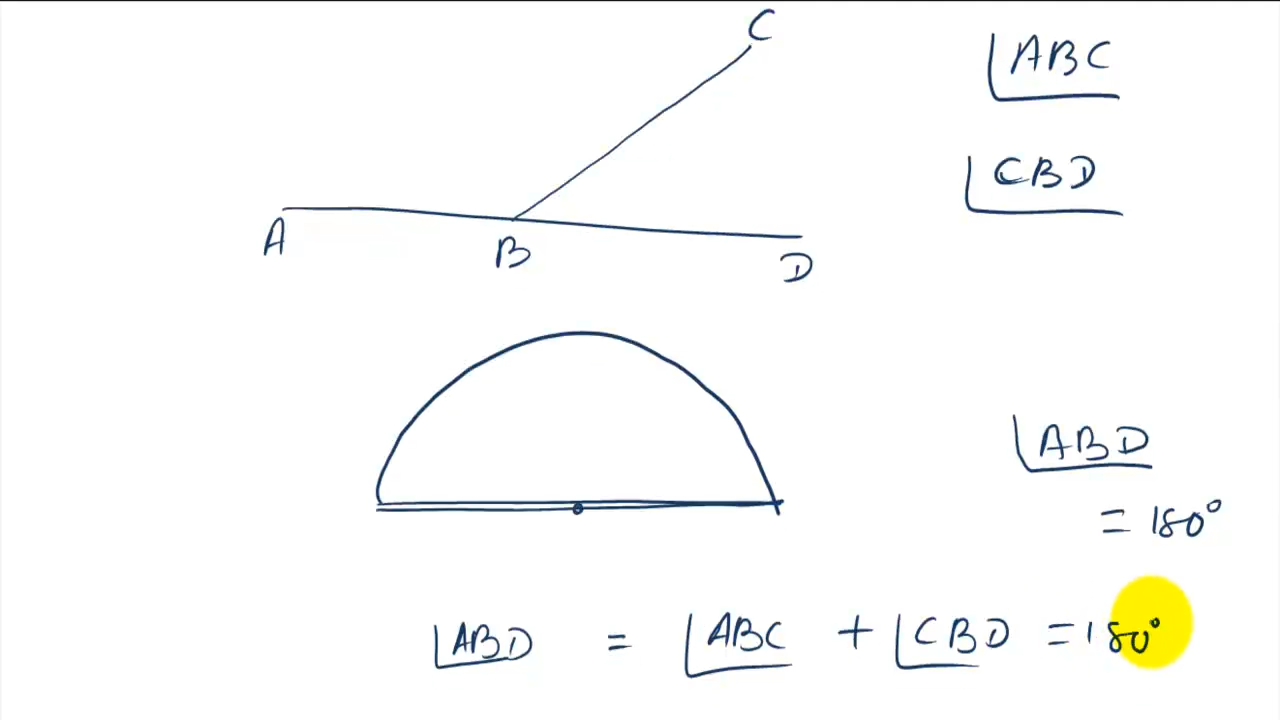 C
∠ABC
∠CBD
A B D
∠ABD
= 180°
∠ABD = ∠ABC + ∠CBD = 180°